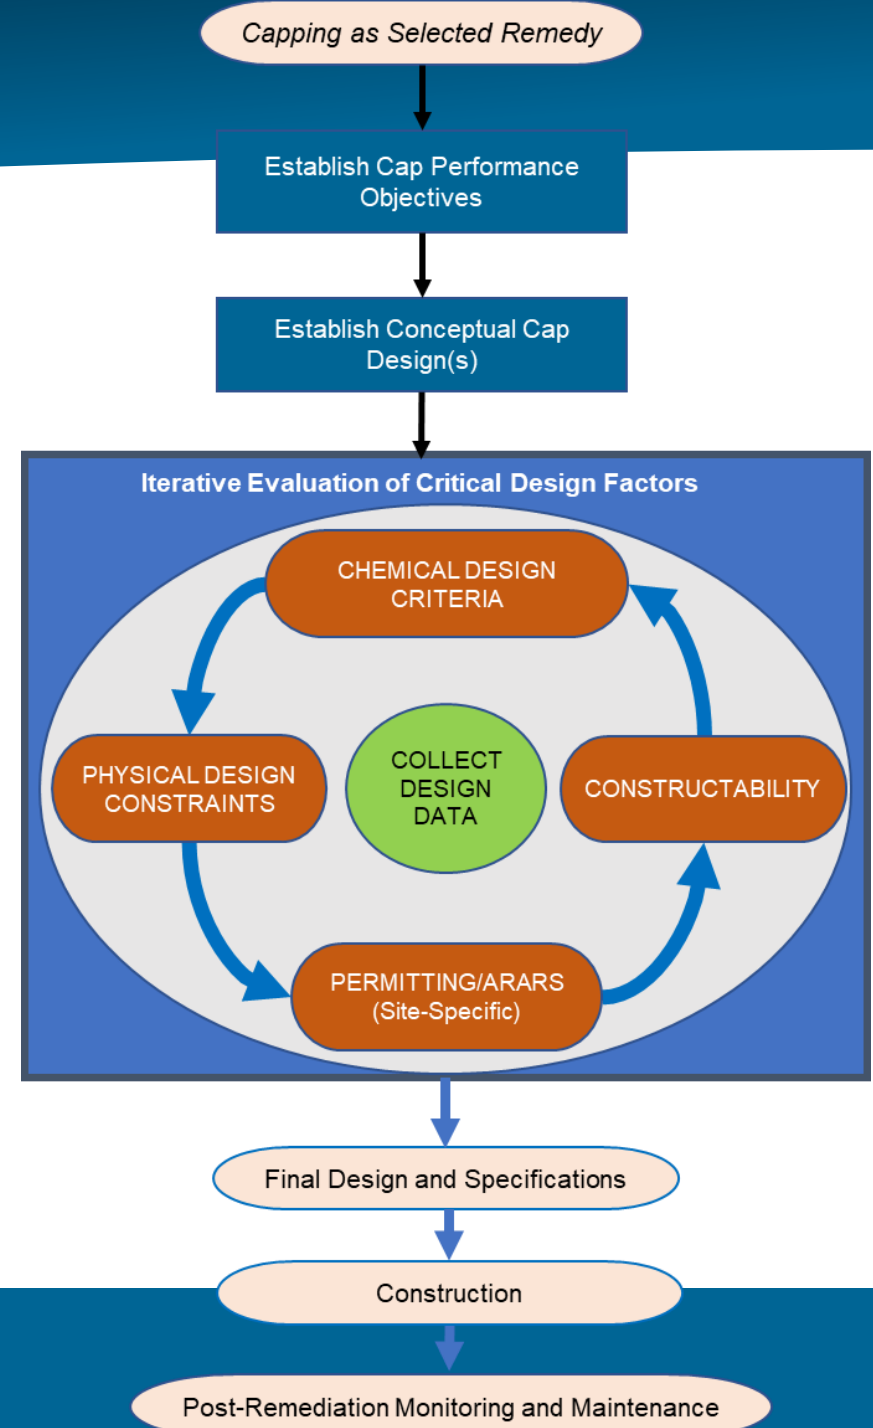 Capping as Selected Remedy
Establish Cap Performance
Objectives
Establish Conceptual Cap
Design(s)
Iterative Evaluation of Critical Design Factors
CHEMICAL DESIGN
CRITERIA
PHYSICAL DESIGN
CONSTRAINTS
COLLECT
DESIGN
DATA
CONSTRUCTABILITY
PERMITTING/ARARS
(Site-Specific)
Final Design and Specifications
Construction
Post-Remediation Monitoring and Maintenance